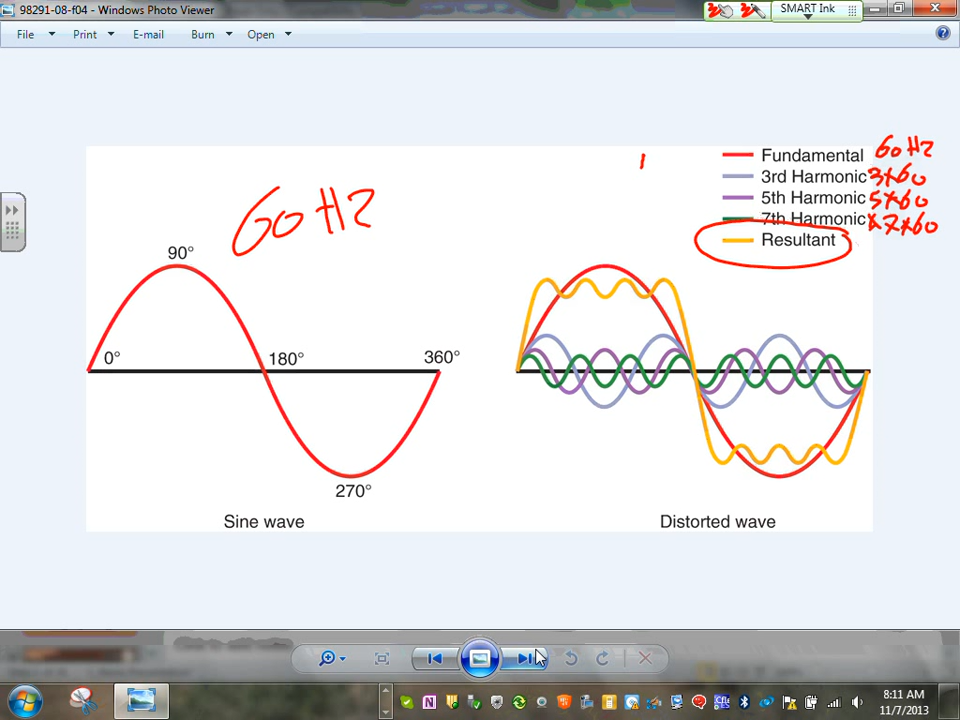 98291-08-f04 - Windows Photo Viewer
SMART Ink
File Print E-mail Burn Open
Fundamental 60 Hz
3rd Harmonic 3x60
5th Harmonic 5x60
7th Harmonic x7x60
Resultant
60 Hz
90°
0°
180°
360°
270°
Sine wave
Distorted wave
8:11 AM
11/7/2013